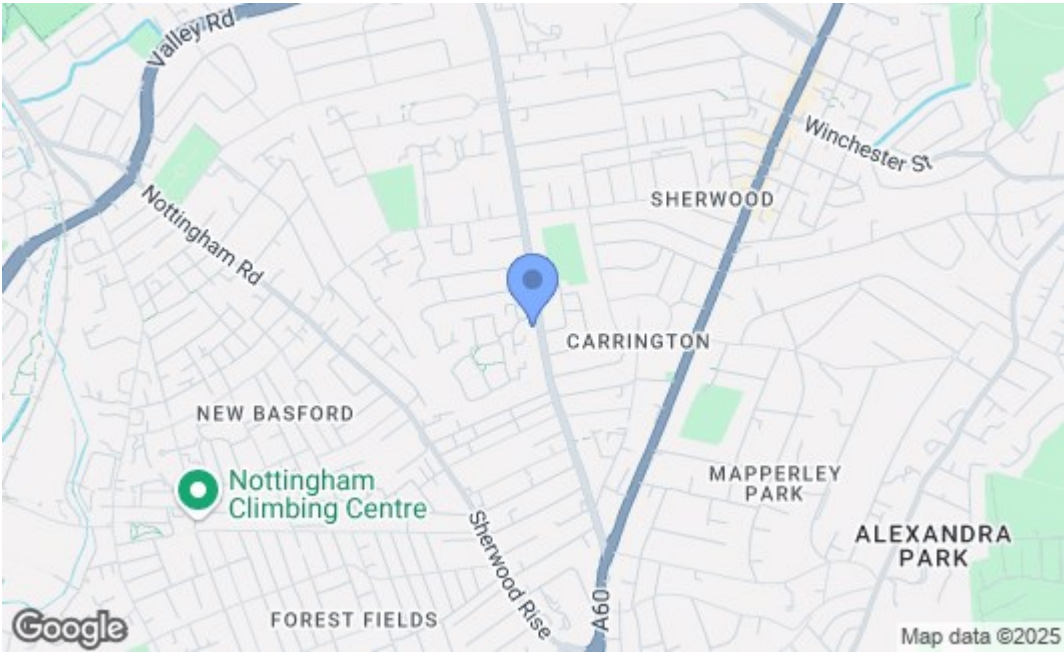 Valley Rd
Winchester St
SHERWOOD
Nottingham Rd
CARRINGTON
NEW BASFORD
Nottingham
Climbing Centre
MAPPERLEY
PARK
Sherwood Rise
ALEXANDRA
PARK
A60
FOREST FIELDS
Google
Map data ©2025